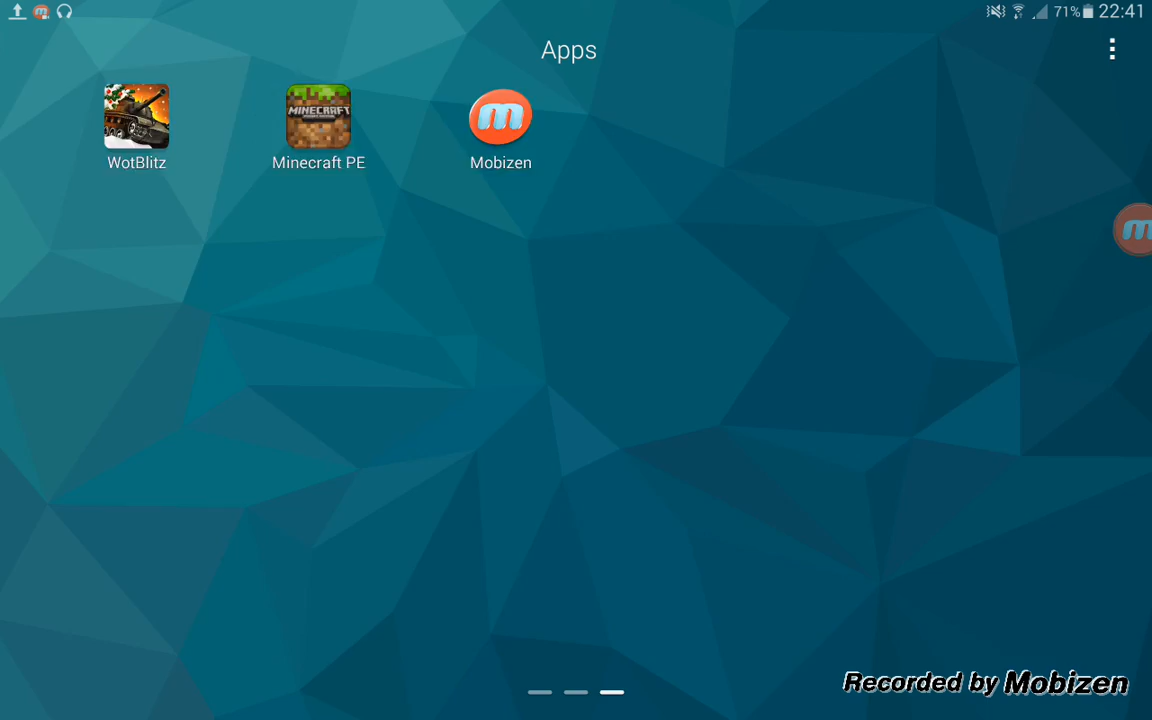 71% 22:41
Apps
MINECRAFT
m
m
WotBlitz
Minecraft PE
Mobizen
Recorded by Mobizen